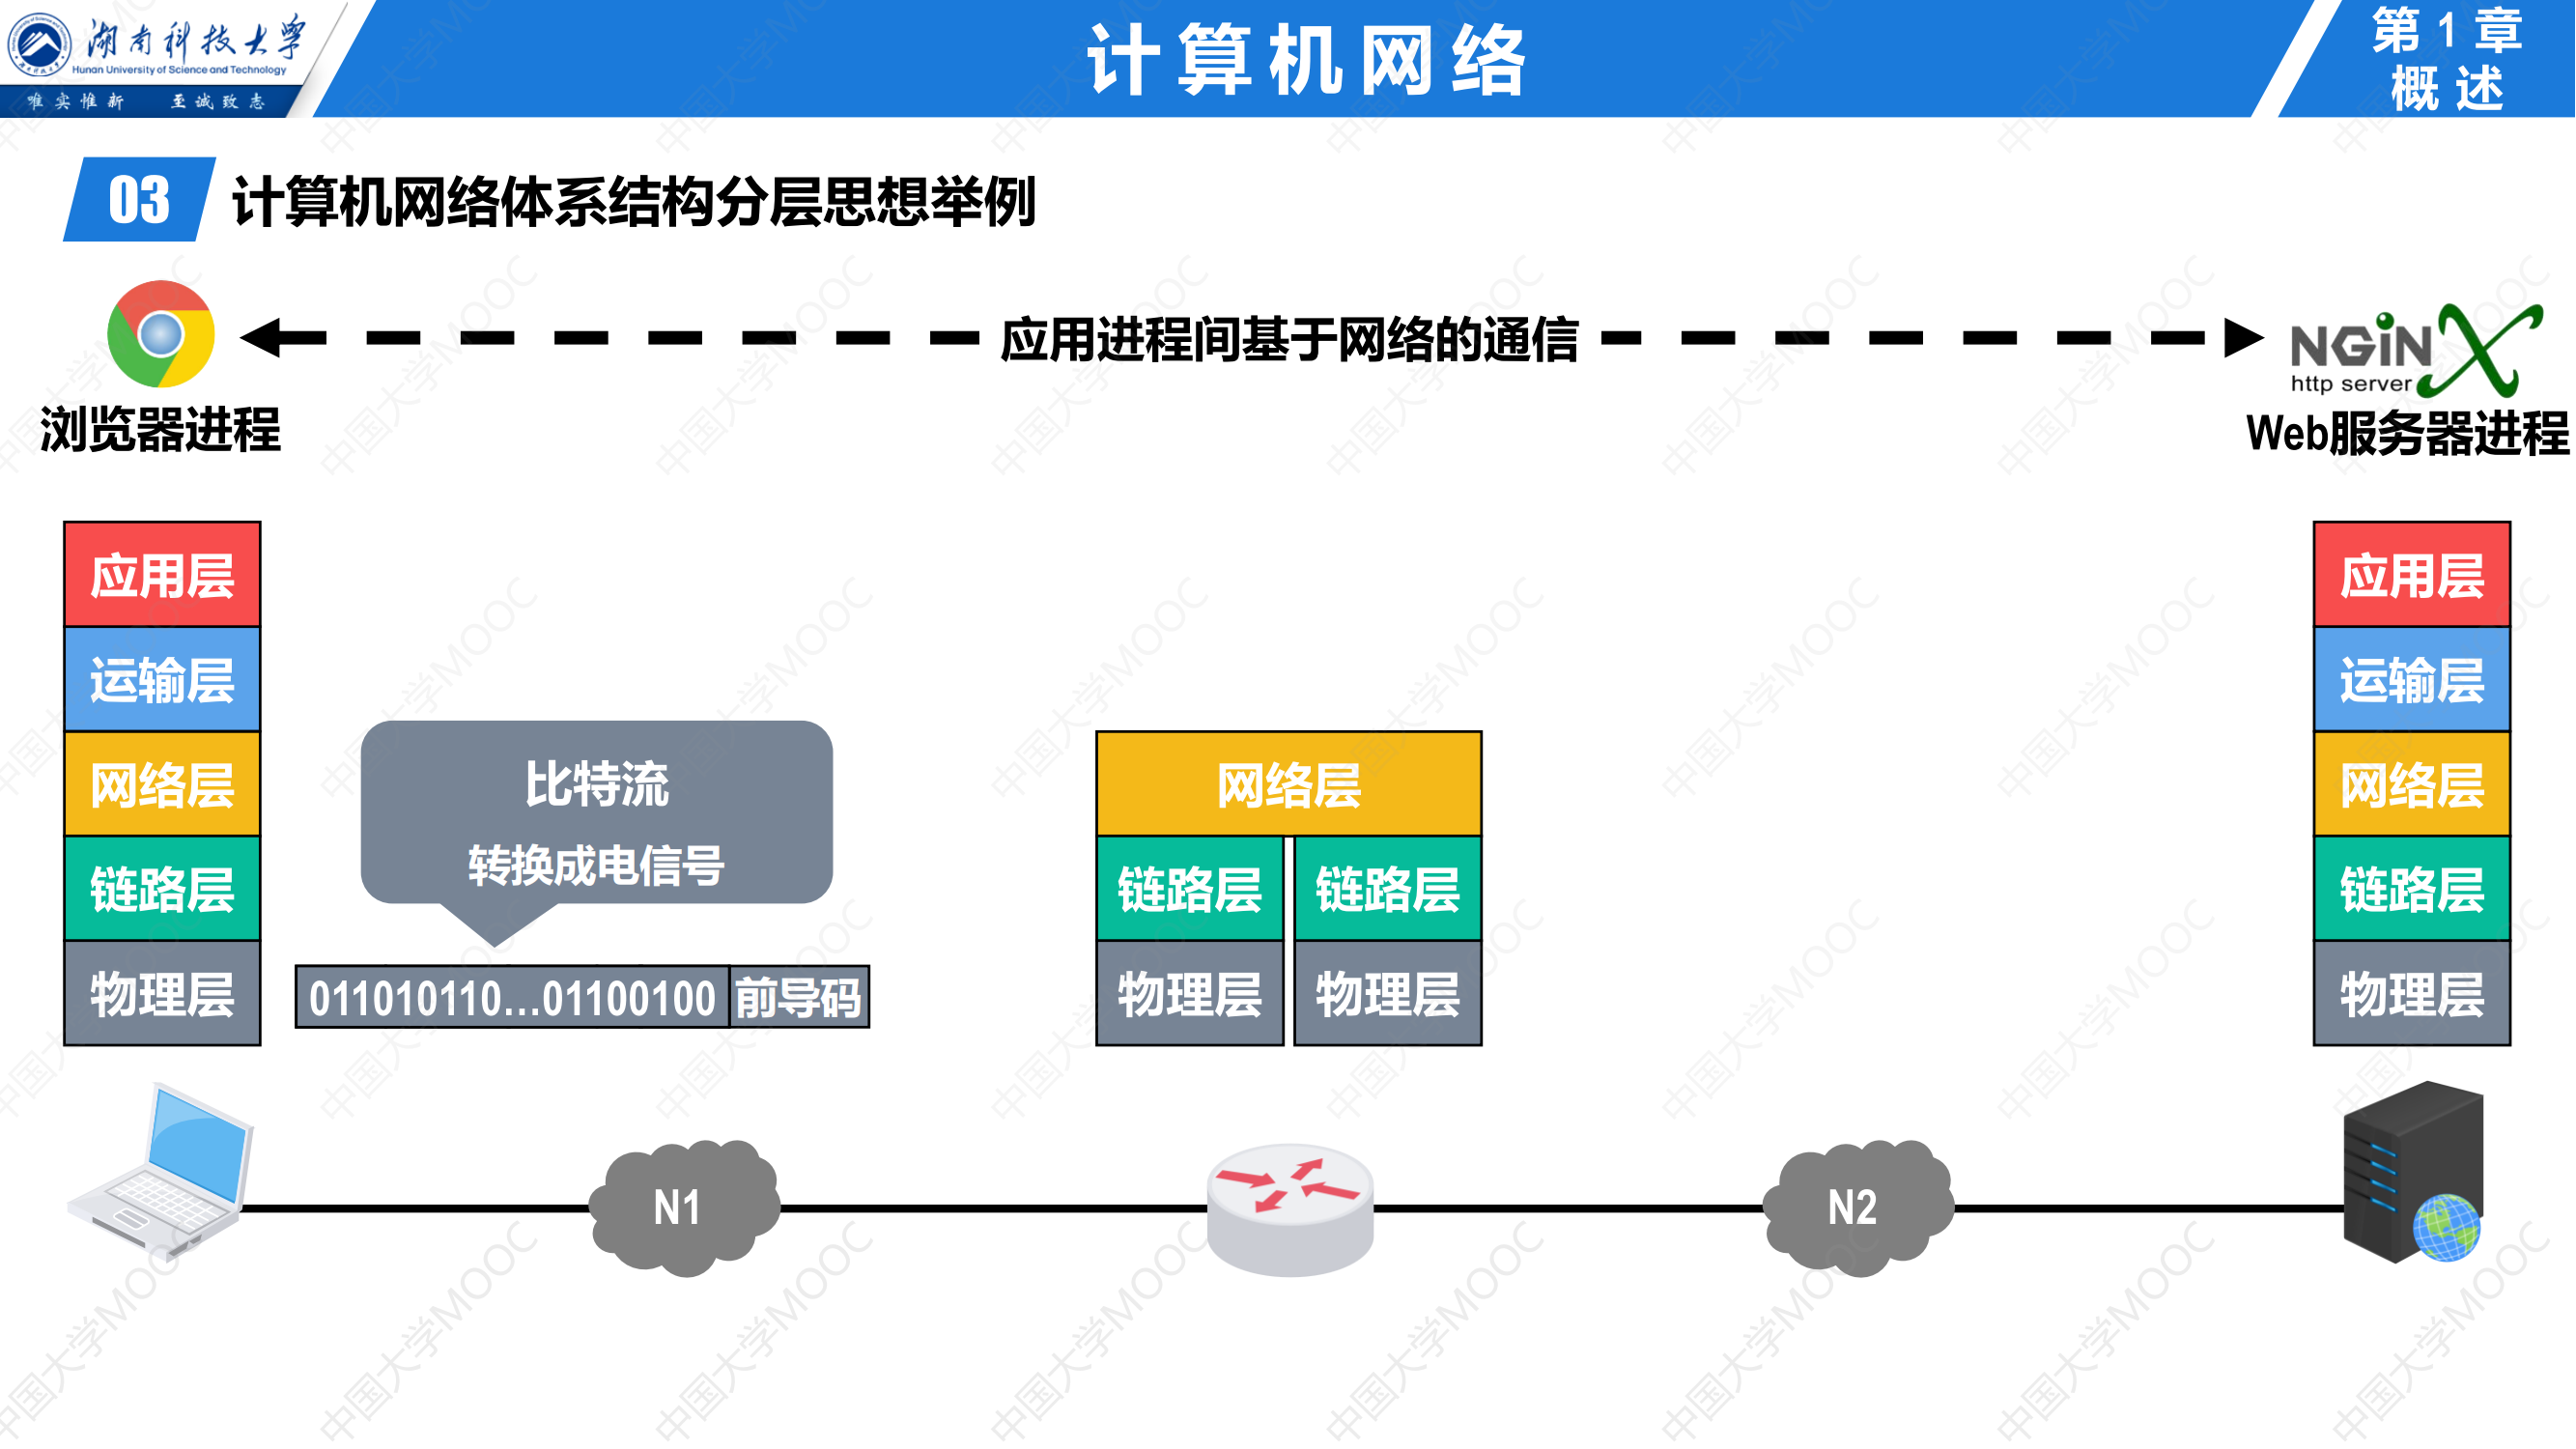 湖南科技大学
Hunan University of Science and Technology
唯实惟新 至诚致志
计算机网络
第1章
概述
03 计算机网络体系结构分层思想举例
应用进程间基于网络的通信
NGiNX
http server
浏览器进程
Web服务器进程
应用层
运输层
网络层
链路层
物理层
比特流
转换成电信号
011010110...01100100 前导码
网络层
链路层 链路层
物理层 物理层
应用层
运输层
网络层
链路层
物理层
N1
N2
中国大学MOOC